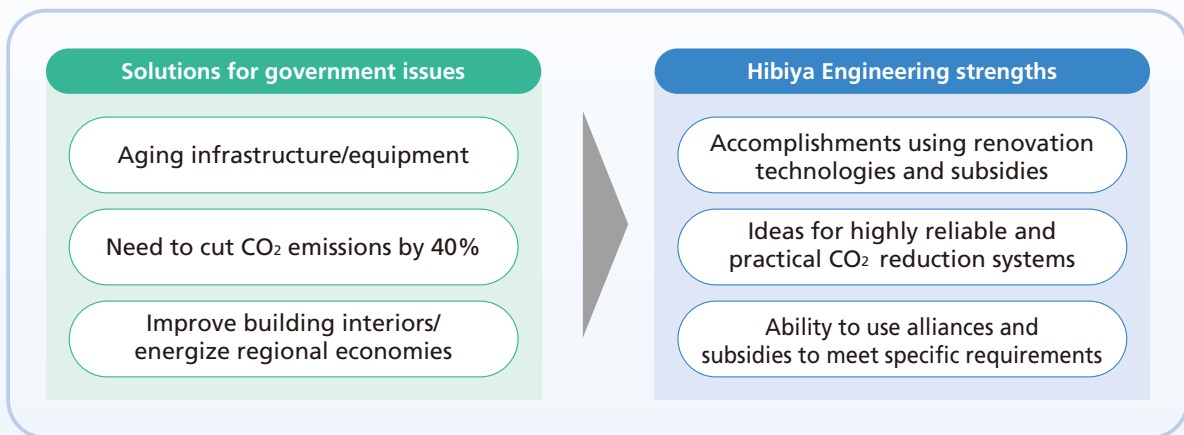 Solutions for government issues
Aging infrastructure/equipment
Need to cut CO₂ emissions by 40%
Improve building interiors/
energize regional economies
Hibiya Engineering strengths
Accomplishments using renovation
technologies and subsidies
Ideas for highly reliable and
practical CO₂ reduction systems
Ability to use alliances and
subsidies to meet specific requirements